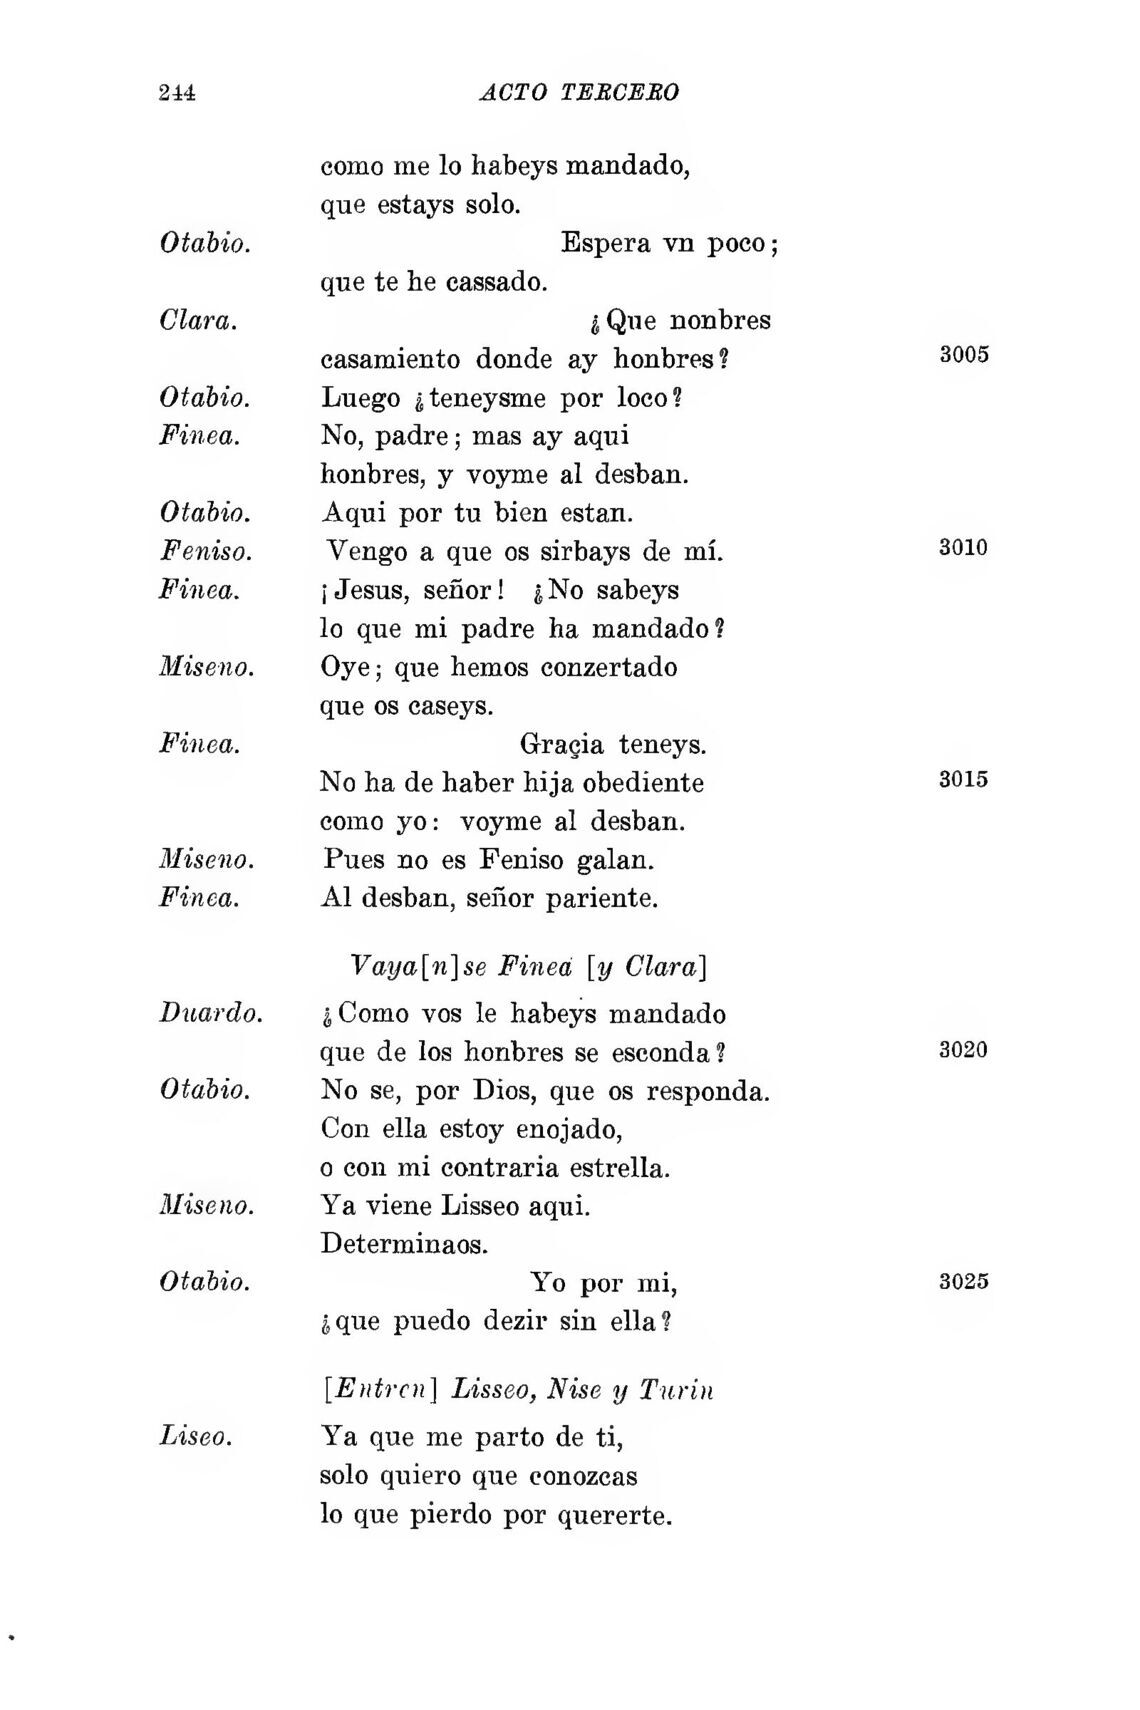 244 ACTO TERCERO
como me lo habeys mandado,
que estays solo.
Otabio. Espera vn poco;
que te he cassado.
Clara. ¿Que nonbres
casamiento donde ay honbres? 3005
Otabio. Luego ¿teneysme por loco?
Finea. No, padre; mas ay aqui
honbres, y voyme al desban.
Otabio. Aqui por tu bien estan.
Feniso. Vengo a que os sirbays de mí. 3010
Finea. ¡Jesus, señor! ¿No sabeys
lo que mi padre ha mandado?
Miseno. Oye; que hemos conzertado
que os caseys.
Finea. Graçia teneys.
No ha de haber hija obediente 3015
como yo: voyme al desban.
Miseno. Pues no es Feniso galan.
Finea. Al desban, señor pariente.
Vaya[n]se Finea [y Clara]
Duardo. ¿Como vos le habeys mandado
que de los honbres se esconda? 3020
Otabio. No se, por Dios, que os responda.
Con ella estoy enojado,
o con mi contraria estrella.
Miseno. Ya viene Lisseo aqui.
Determinaos.
Otabio. Yo por mi, 3025
¿que puedo dezir sin ella?
[Entren] Lisseo, Nise y Turin
Liseo. Ya que me parto de ti,
solo quiero que conozcas
lo que pierdo por quererte.